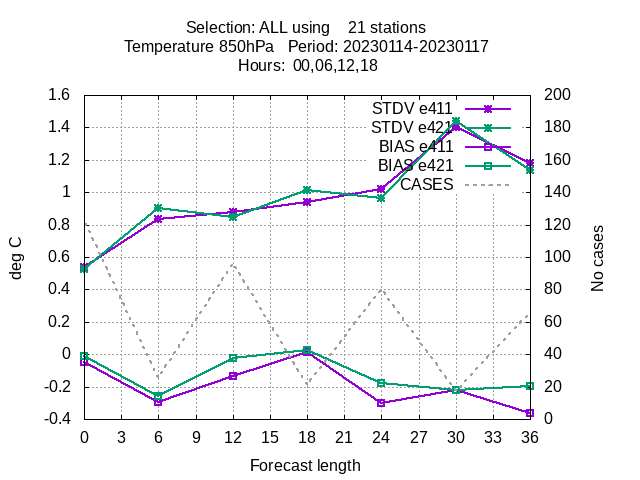 Selection: ALL using    21 stations
Temperature 850hPa   Period: 20230114-20230117
Hours: 00,06,12,18
1.6
1.4
1.2
1
0.8
0.6
0.4
0.2
0
-0.2
-0.4
deg C
STDV e411
STDV e421
BIAS e411
BIAS e421
CASES
200
180
160
140
120
100
80
60
40
20
0
No cases
0 3 6 9 12 15 18 21 24 27 30 33 36
Forecast length